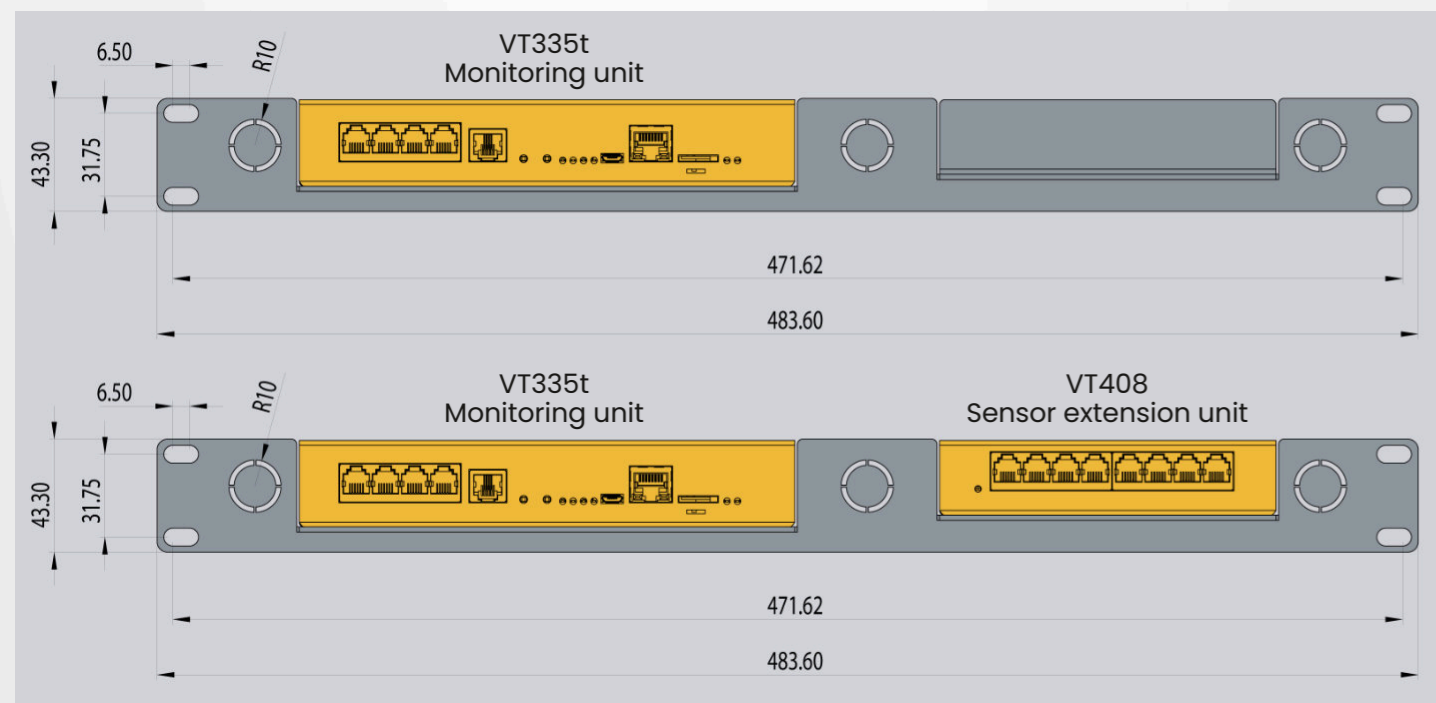 6.50
R10
VT335t
Monitoring unit
43.30
31.75
471.62
483.60
6.50
R10
VT335t
Monitoring unit
VT408
Sensor extension unit
43.30
31.75
471.62
483.60